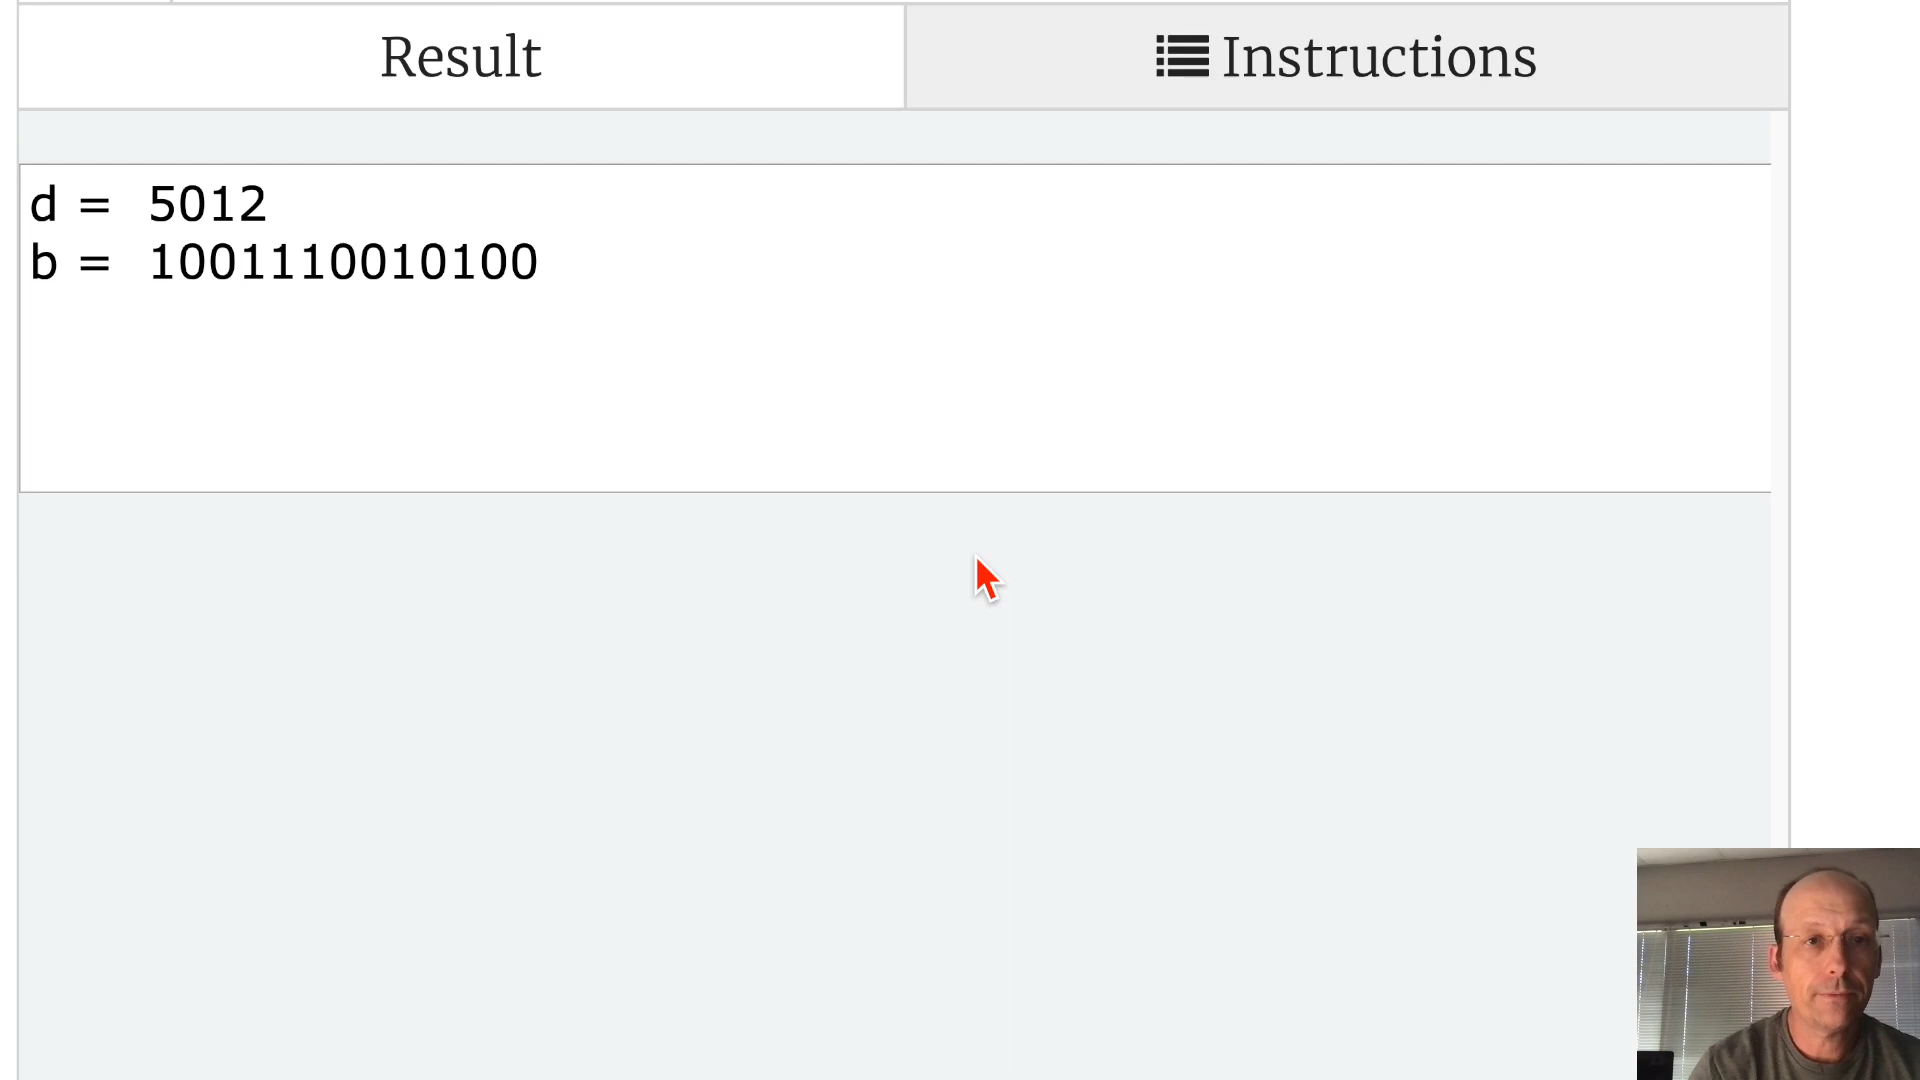 Result
Instructions
d = 5012
b = 1001110010100